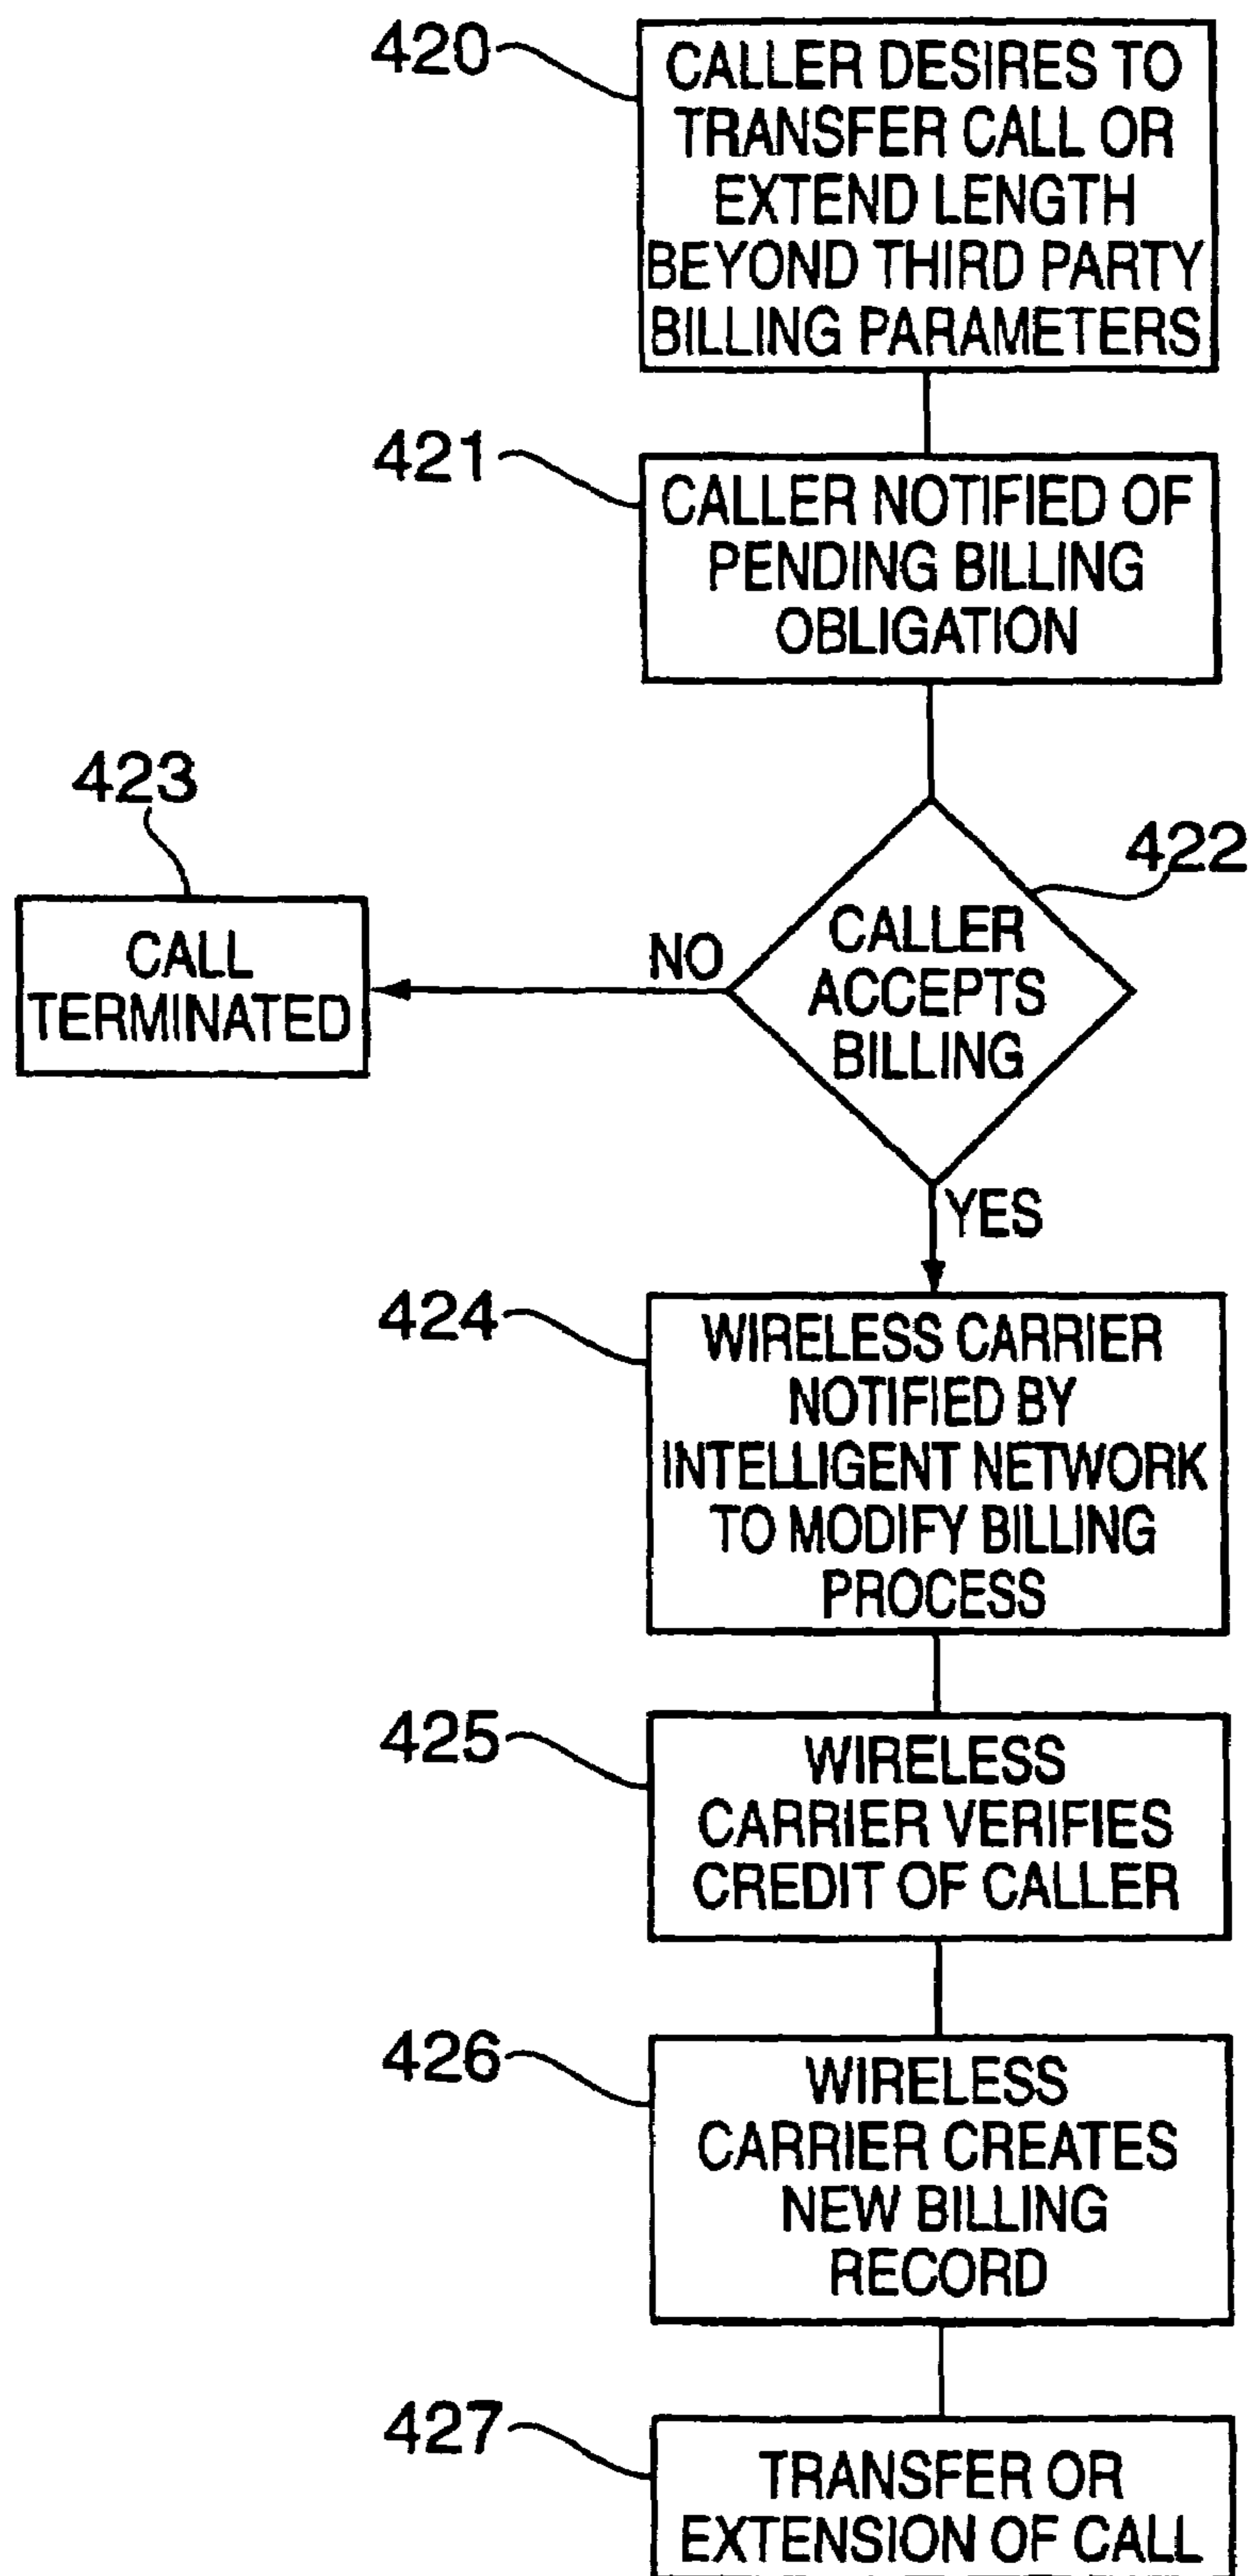 420
CALLER DESIRES TO
TRANSFER CALL OR
EXTEND LENGTH
BEYOND THIRD PARTY
BILLING PARAMETERS
421
CALLER NOTIFIED OF
PENDING BILLING
OBLIGATION
422
CALLER
ACCEPTS
BILLING
NO
423
CALL
TERMINATED
YES
424
WIRELESS CARRIER
NOTIFIED BY
INTELLIGENT NETWORK
TO MODIFY BILLING
PROCESS
425
WIRELESS
CARRIER VERIFIES
CREDIT OF CALLER
426
WIRELESS
CARRIER CREATES
NEW BILLING
RECORD
427
TRANSFER OR
EXTENSION OF CALL